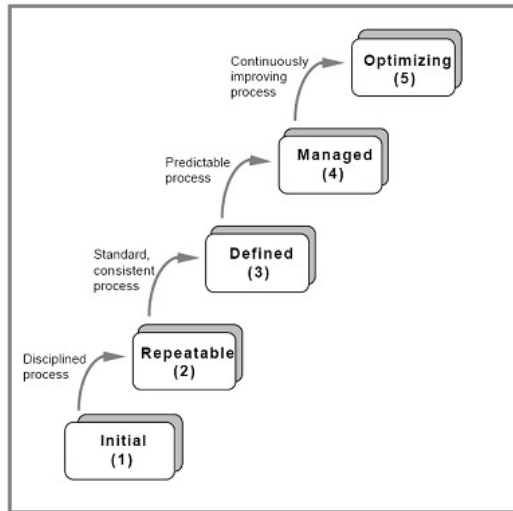 Continuously
improving
process
Optimizing
(5)
Predictable
process
Managed
(4)
Standard,
consistent
process
Defined
(3)
Disciplined
process
Repeatable
(2)
Initial
(1)